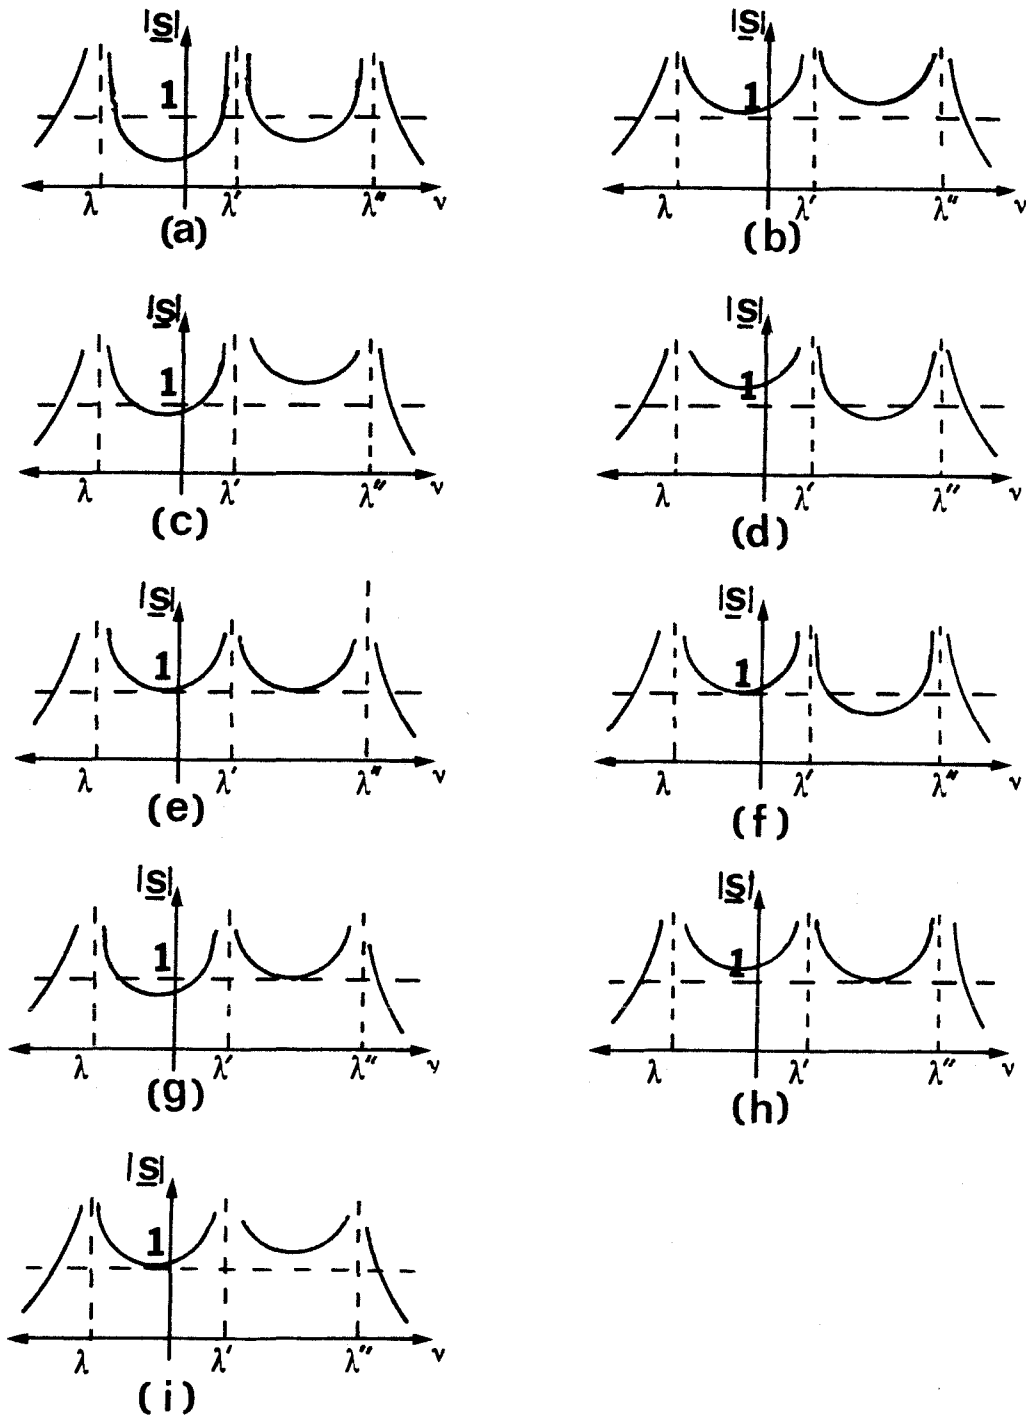 |S| |S|
1 1
λ λ' λ" ν λ λ' λ" ν
(a) (b)
|S| |S|
1 1
λ λ' λ" ν λ λ' λ" ν
(c) (d)
|S| |S|
1 1
λ λ' λ" ν λ λ' λ" ν
(e) (f)
|S| |S|
1 1
λ λ' λ" ν λ λ' λ" ν
(g) (h)
|S|
1
λ λ' λ" ν
(i)